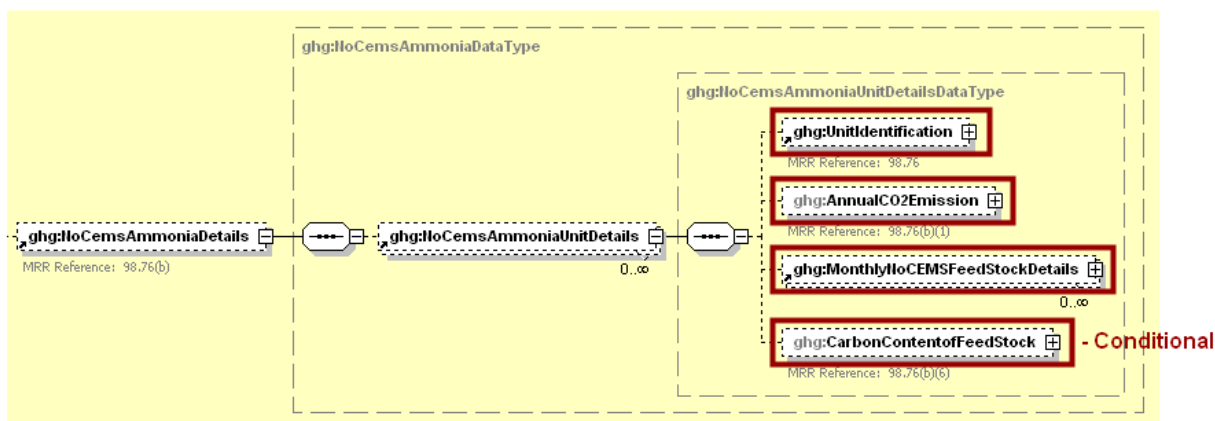 ghg:NoCemsAmmoniaDataType
ghg:NoCemsAmmoniaUnitDetailsDataType
ghg:UnitIdentification
MRR Reference: 98.76
ghg:AnnualCO2Emission
MRR Reference: 98.76(b)(1)
ghg:NoCemsAmmoniaDetails
MRR Reference: 98.76(b)
ghg:NoCemsAmmoniaUnitDetails
0..∞
ghg:MonthlyNoCEMSFeedStockDetails
0..∞
ghg:CarbonContentofFeedStock
- Conditional
MRR Reference: 98.76(b)(6)